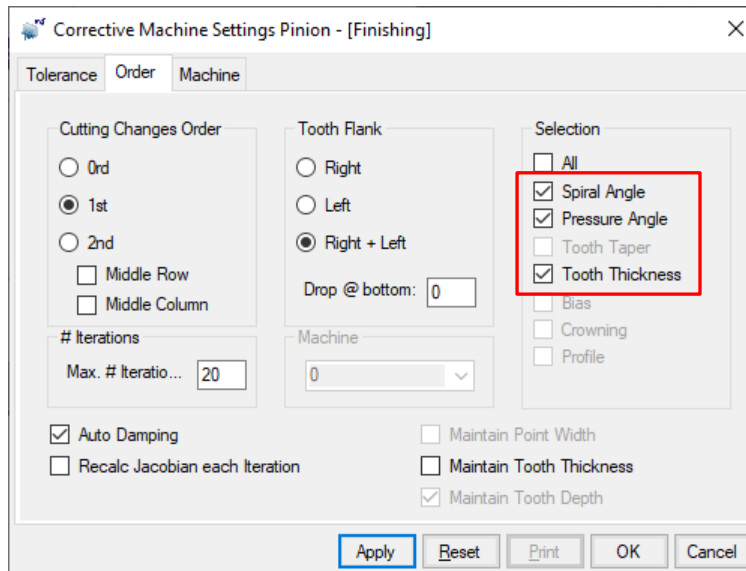 Corrective Machine Settings Pinion - [Finishing]
Tolerance Order Machine
Cutting Changes Order
0rd
1st
2nd
Middle Row
Middle Column
# Iterations
Max. # Iteratio... 20
Tooth Flank
Right
Left
Right + Left
Drop @ bottom: 0
Machine
0
Selection
All
Spiral Angle
Pressure Angle
Tooth Taper
Tooth Thickness
Bias
Crowning
Profile
Auto Damping
Recalc Jacobian each Iteration
Maintain Point Width
Maintain Tooth Thickness
Maintain Tooth Depth
Apply Reset Print OK Cancel